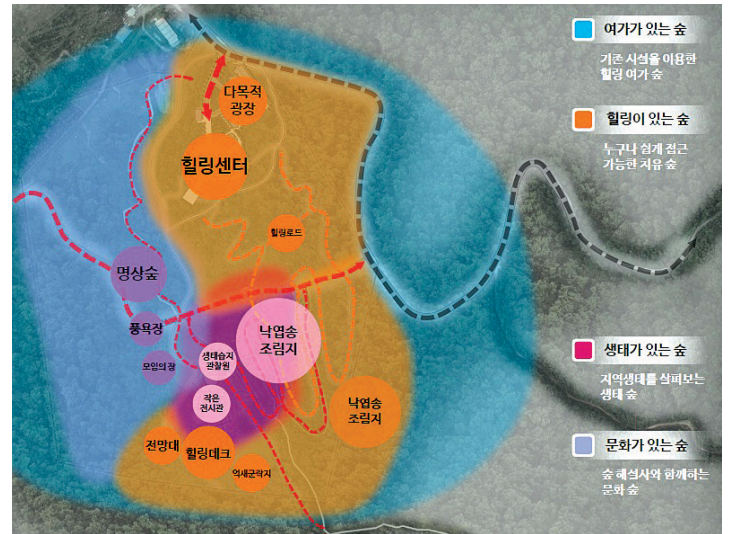 여가가 있는 숲
기존 시설을 이용한
힐링 여가 숲
다목적
광장
힐링이 있는 숲
누구나 쉽게 접근
가능한 치유 숲
힐링센터
힐링로드
명상숲
풍욕장
모임의 장
낙엽송
조림지
생태습지
관찰원
작은
전시관
생태가 있는 숲
지역생태를 살펴보는
생태 숲
낙엽송
조림지
전망대
힐링데크
억새군락지
문화가 있는 숲
숲 해설사와 함께하는
문화 숲